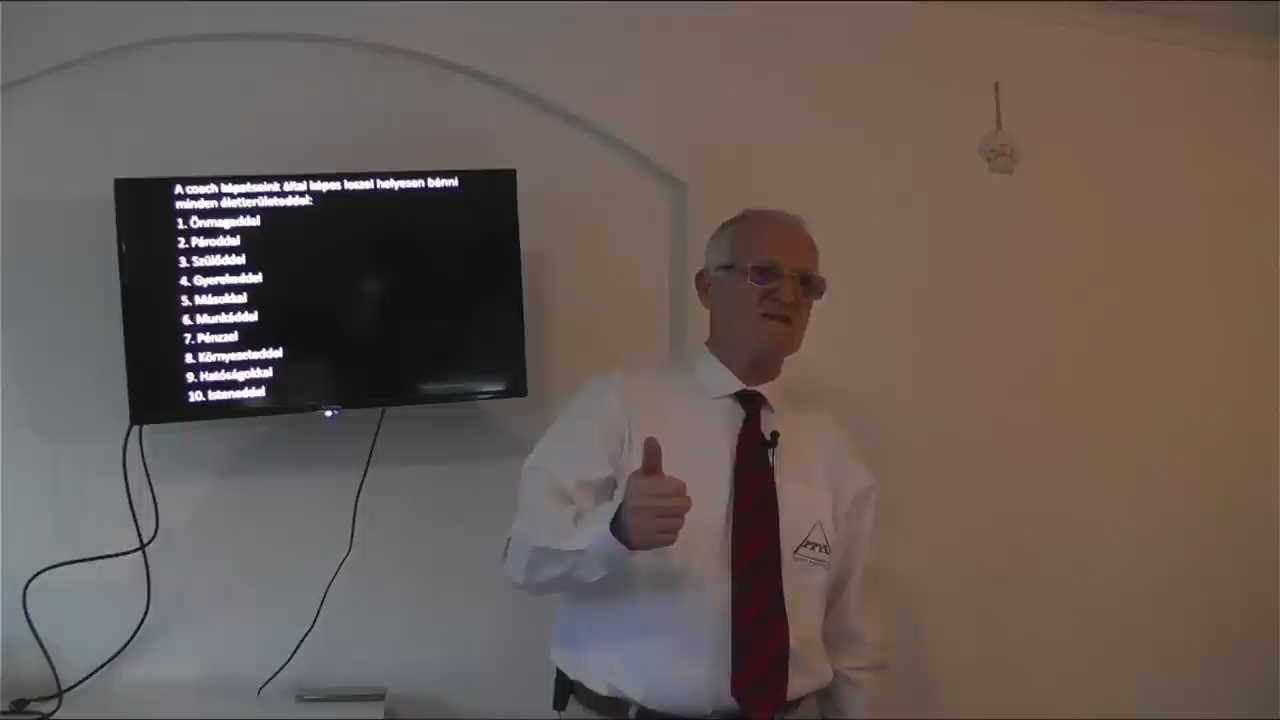 A coach képzéseink által képes leszel helyesen bánni
minden életterületeddel:
1. Önmagaddal
2. Pároddal
3. Szülőddel
4. Gyerekeddel
5. Másokkal
6. Munkáddal
7. Pénzzel
8. Környezeteddel
9. Hatóságokkal
10. Isteneddel